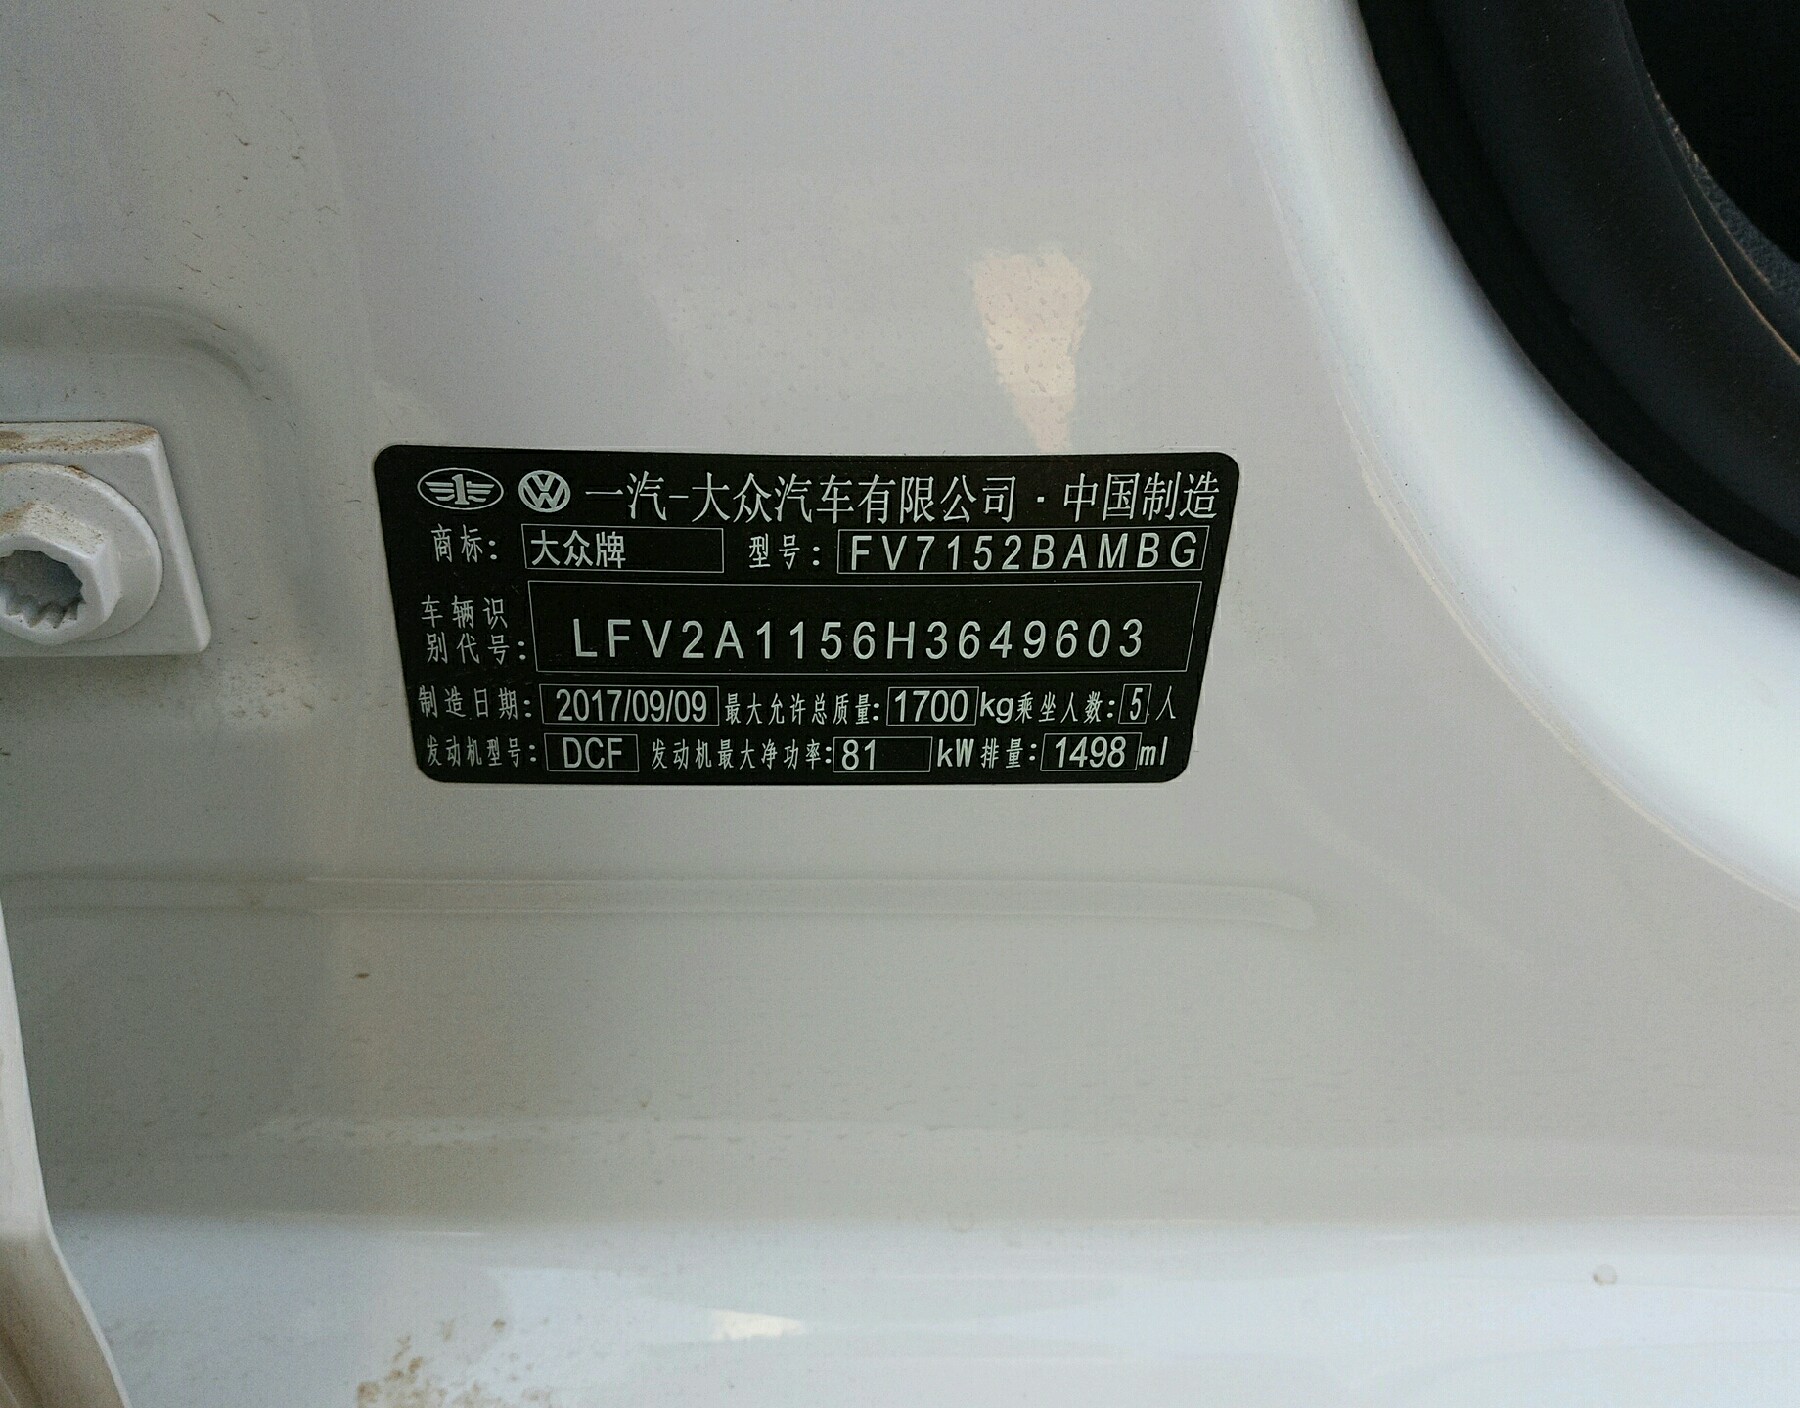 一汽-大众汽车有限公司·中国制造
商标: 大众牌 型号: FV7152BAMBG
车辆识别代号: LFV2A1156H3649603
制造日期: 2017/09/09 最大允许总质量: 1700 kg 乘坐人数: 5 人
发动机型号: DCF 发动机最大净功率: 81 kW 排量: 1498 ml